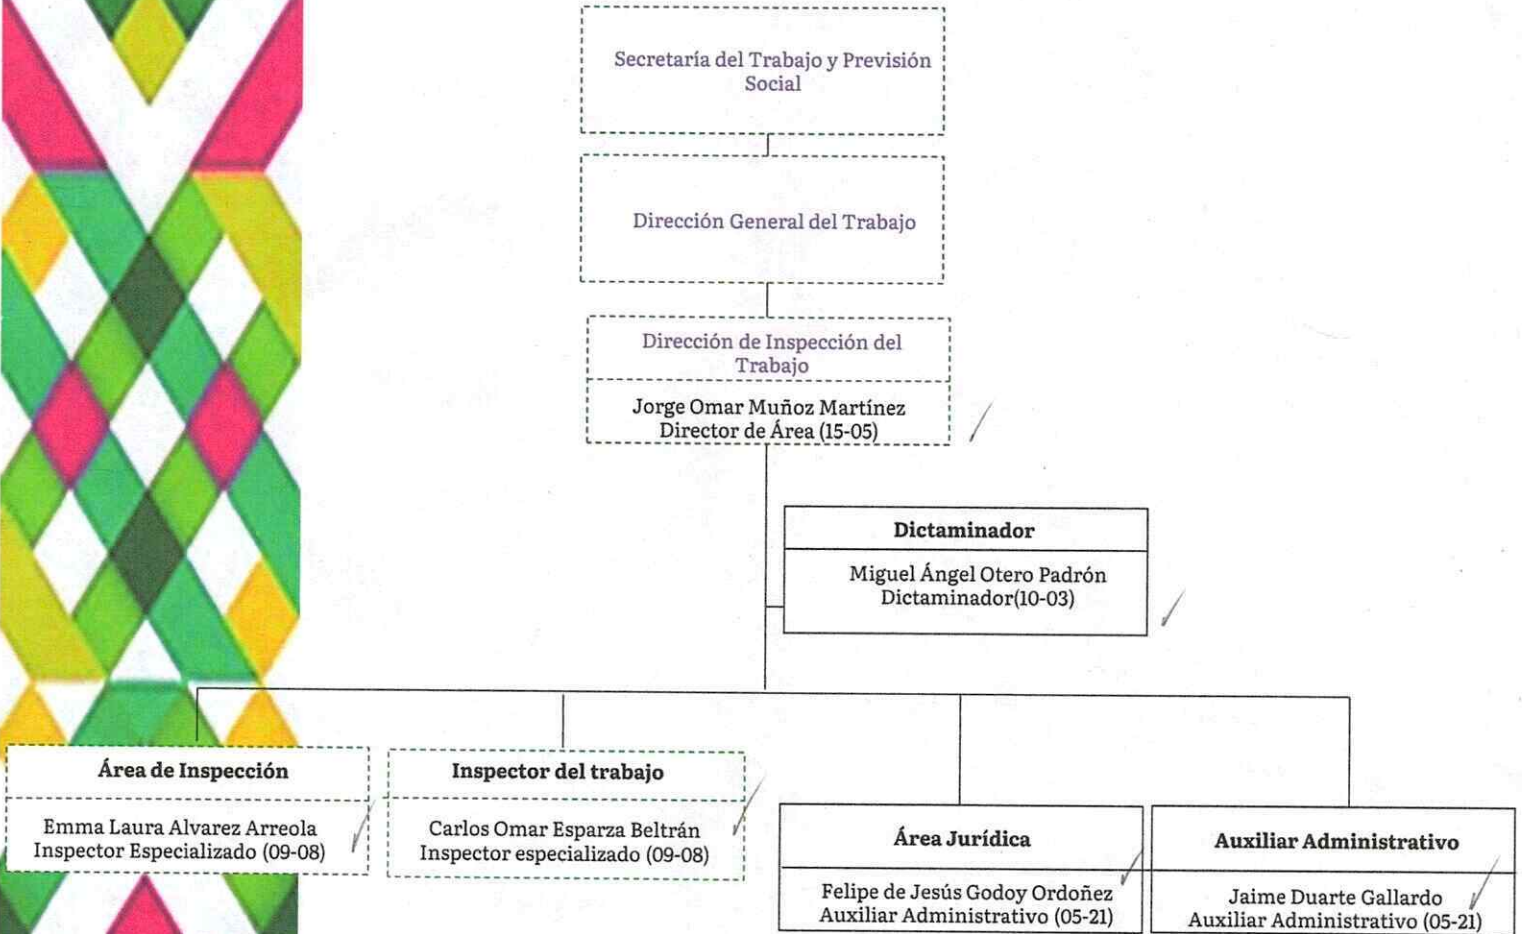 Secretaría del Trabajo y Previsión
Social
Dirección General del Trabajo
Dirección de Inspección del
Trabajo
Jorge Omar Muñoz Martínez
Director de Área (15-05)
Dictaminador
Miguel Ángel Otero Padrón
Dictaminador(10-03)
Área de Inspección
Emma Laura Alvarez Arreola
Inspector Especializado (09-08)
Inspector del trabajo
Carlos Omar Esparza Beltrán
Inspector especializado (09-08)
Área Jurídica
Felipe de Jesús Godoy Ordoñez
Auxiliar Administrativo (05-21)
Auxiliar Administrativo
Jaime Duarte Gallardo
Auxiliar Administrativo (05-21)